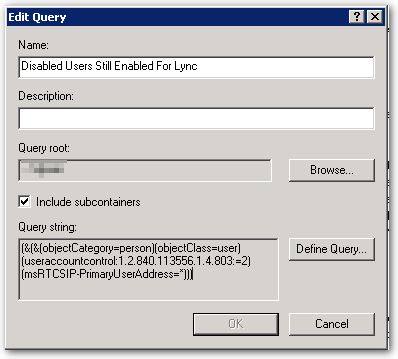 Edit Query
Name:
Disabled Users Still Enabled For Lync
Description:
Query root:
Browse...
Include subcontainers
Query string:
(&(&(objectCategory=person)(objectClass=user)
(useraccountcontrol:1.2.840.113556.1.4.803:=2)
(msRTCSIP-PrimaryUserAddress=*)))
Define Query...
OK
Cancel